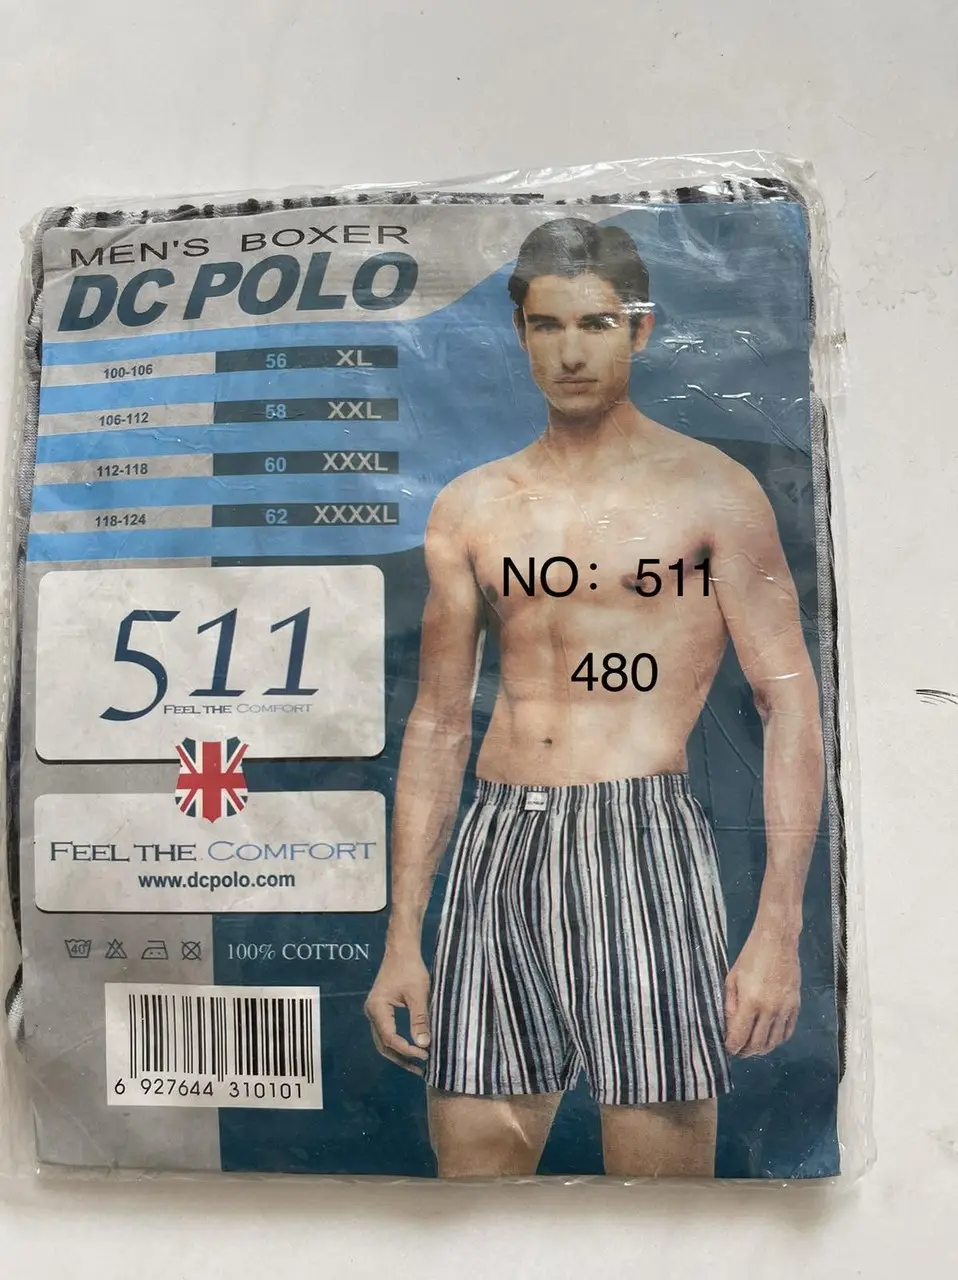 MEN'S BOXER
DC POLO
100-106 56 XL
106-112 58 XXL
112-118 60 XXXL
118-124 62 XXXXL
511
FEEL THE COMFORT
NO: 511
480
FEEL THE COMFORT
www.dcpolo.com
40
100% COTTON
6 927644 310101